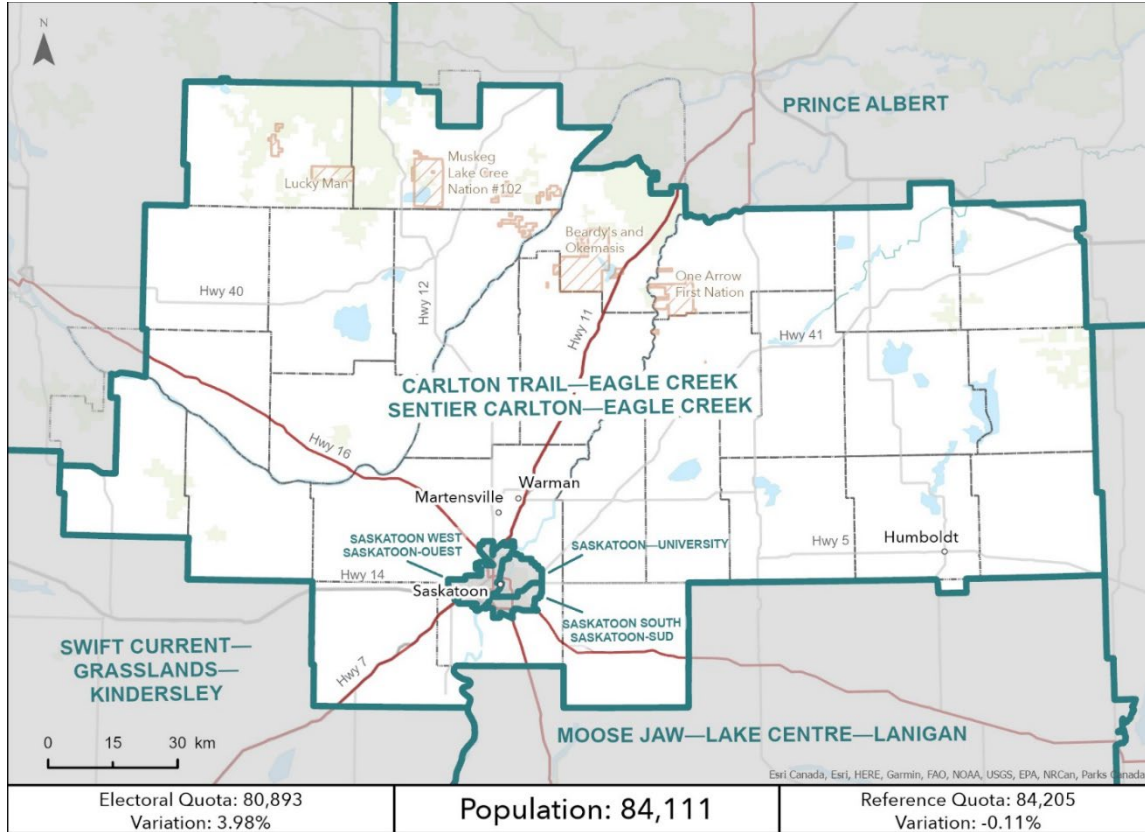 N
PRINCE ALBERT
Muskeg
Lake Cree
Nation #102
Lucky Man
Beardy's and
Okemasis
One Arrow
First Nation
Hwy 40
Hwy 12
Hwy 11
Hwy 41
CARLTON TRAIL—EAGLE CREEK
SENTIER CARLTON—EAGLE CREEK
Hwy 16
Warman
Martensville
SASKATOON WEST
SASKATOON-OUEST
SASKATOON—UNIVERSITY
Hwy 5
Humboldt
Hwy 14
Saskatoon
SASKATOON SOUTH
SASKATOON-SUD
SWIFT CURRENT—
GRASSLANDS—
KINDERSLEY
Hwy 7
MOOSE JAW—LAKE CENTRE—LANIGAN
0 15 30 km
Esri Canada, Esri, HERE, Garmin, FAO, NOAA, USGS, EPA, NRCan, Parks Canada
Electoral Quota: 80,893
Variation: 3.98%
Population: 84,111
Reference Quota: 84,205
Variation: -0.11%